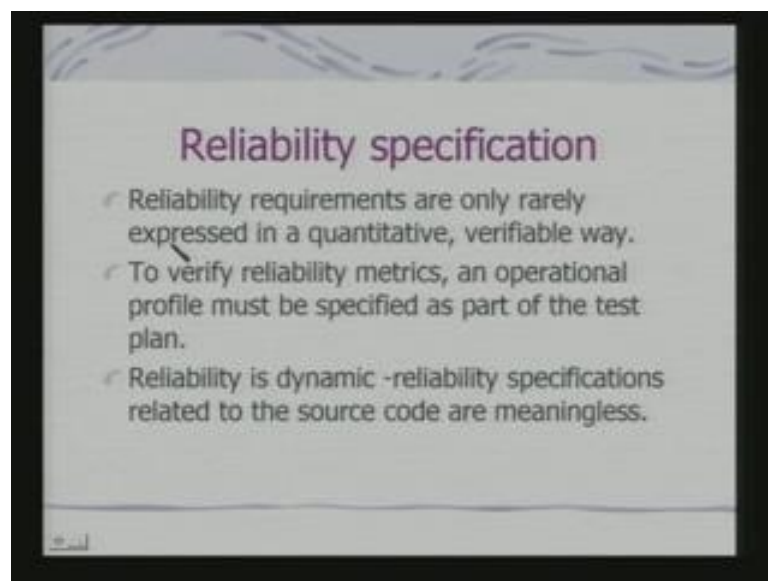 Reliability specification
Reliability requirements are only rarely
expressed in a quantitative, verifiable way.
To verify reliability metrics, an operational
profile must be specified as part of the test
plan.
Reliability is dynamic -reliability specifications
related to the source code are meaningless.